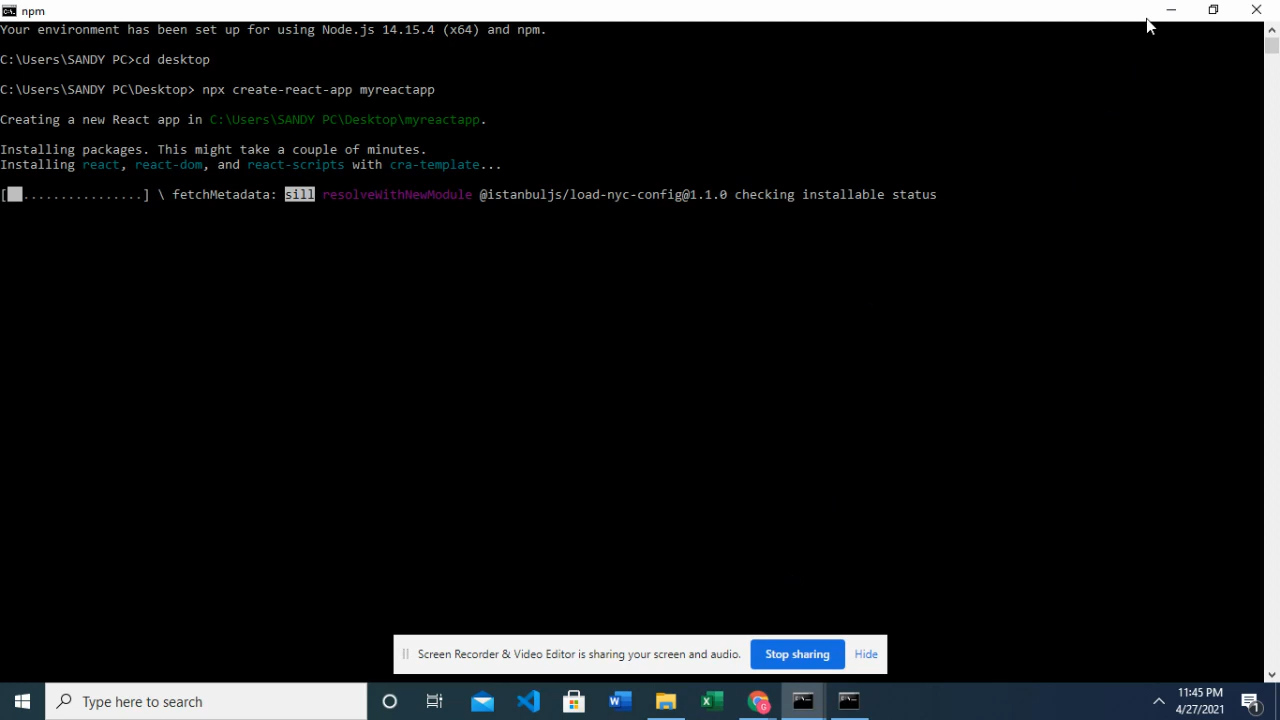 npm
Your environment has been set up for using Node.js 14.15.4 (x64) and npm.
C:\Users\SANDY PC>cd desktop
C:\Users\SANDY PC\Desktop> npx create-react-app myreactapp
Creating a new React app in C:\Users\SANDY PC\Desktop\myreactapp.
Installing packages. This might take a couple of minutes.
Installing react, react-dom, and react-scripts with cra-template...
[ ................] \ fetchMetadata: sill resolveWithNewModule @istanbuljs/load-nyc-config@1.1.0 checking installable status
Screen Recorder & Video Editor is sharing your screen and audio. Stop sharing Hide
Type here to search
11:45 PM
4/27/2021
1